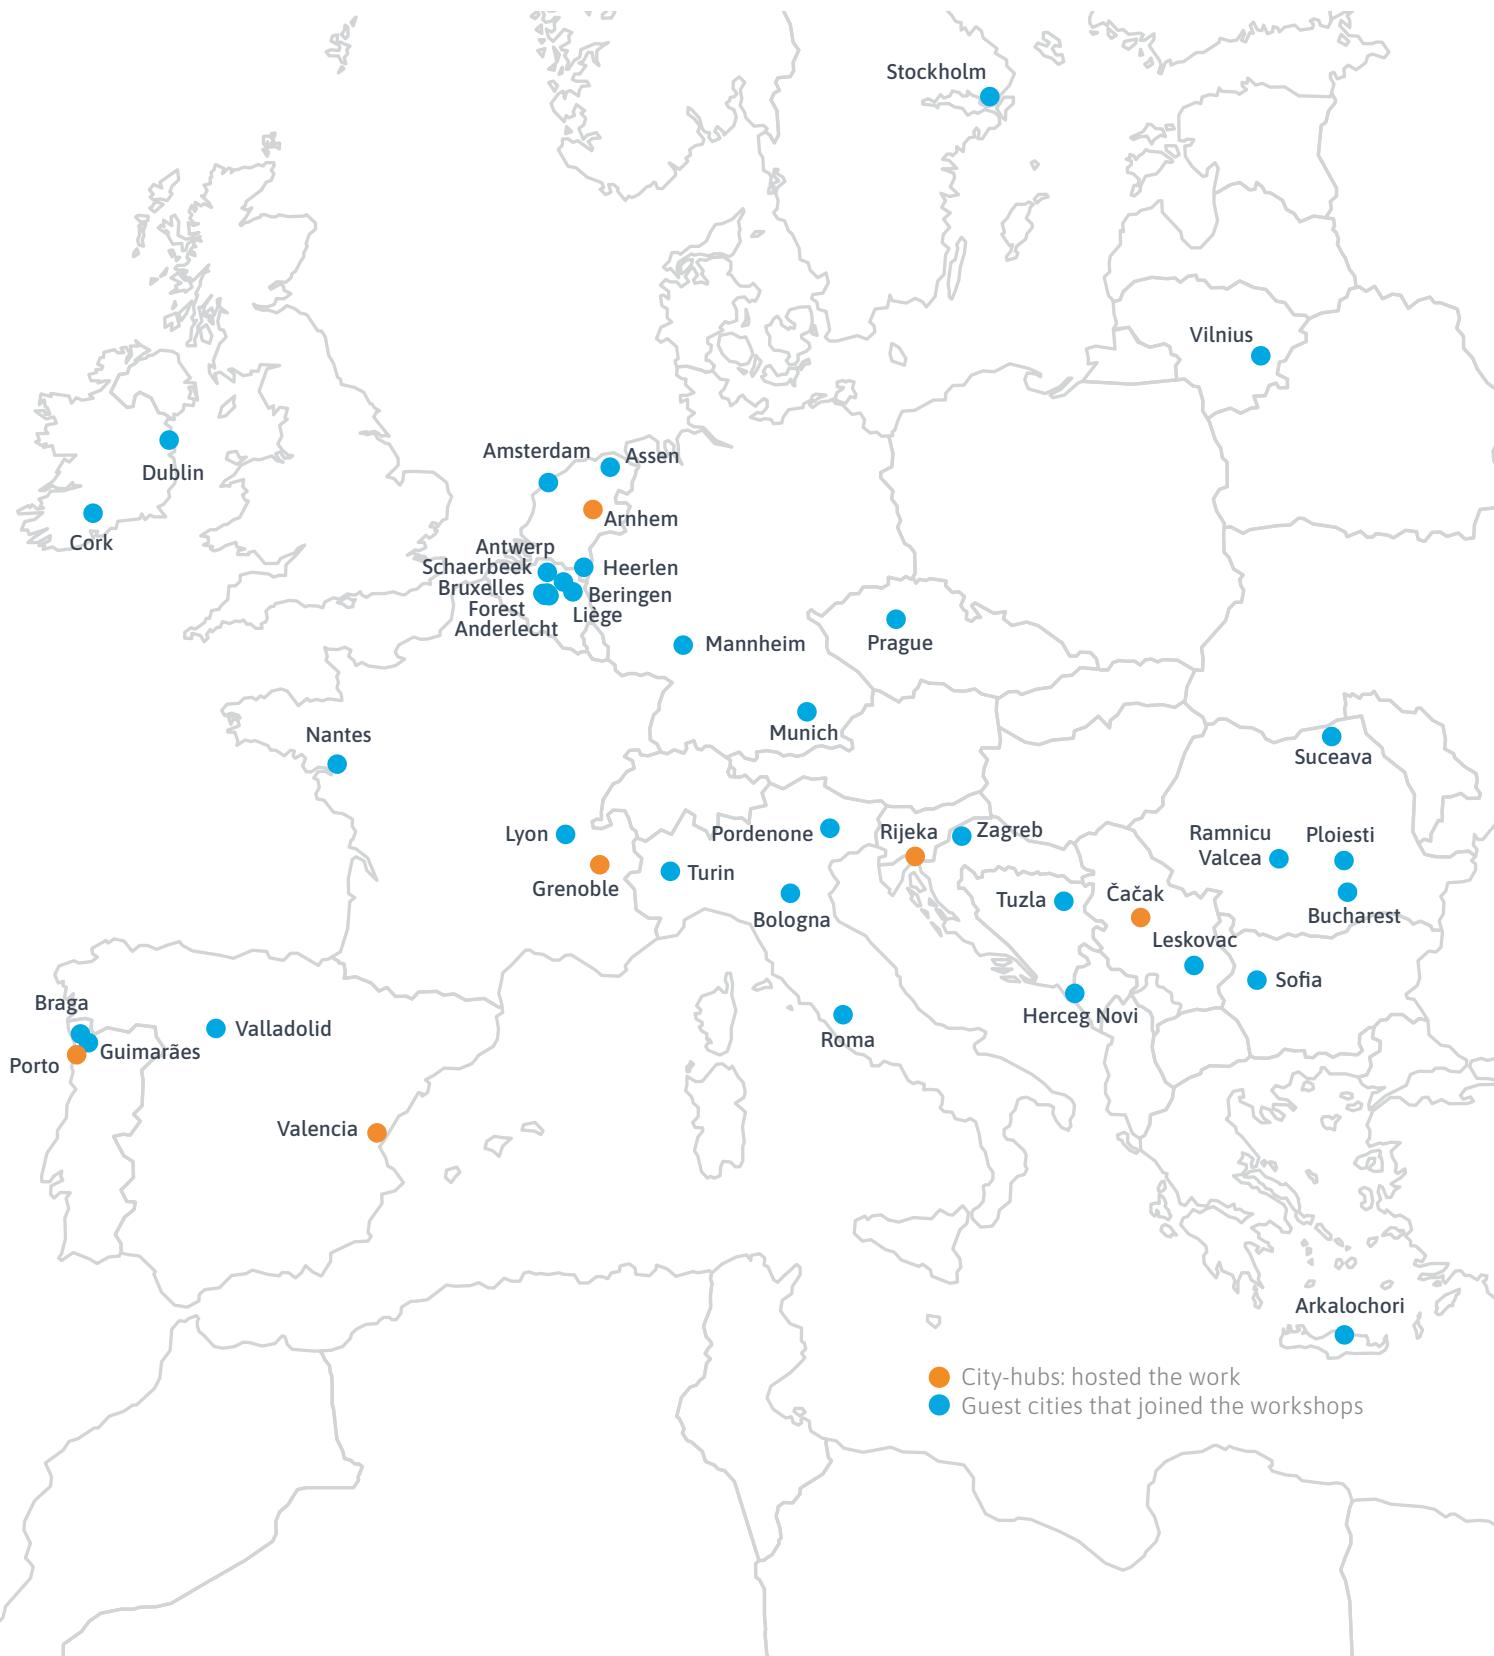 Stockholm
Vilnius
Dublin
Cork
Amsterdam
Assen
Arnhem
Antwerp
Schaerbeek
Heerlen
Bruxelles
Beringen
Forest
Liège
Anderlecht
Mannheim
Prague
Munich
Nantes
Suceava
Lyon
Pordenone
Rijeka
Zagreb
Ramnicu
Valcea
Ploiesti
Grenoble
Turin
Bologna
Tuzla
Čačak
Bucharest
Leskovac
Sofia
Herceg Novi
Roma
Braga
Valladolid
Guimarães
Porto
Valencia
Arkalochori
City-hubs: hosted the work
Guest cities that joined the workshops